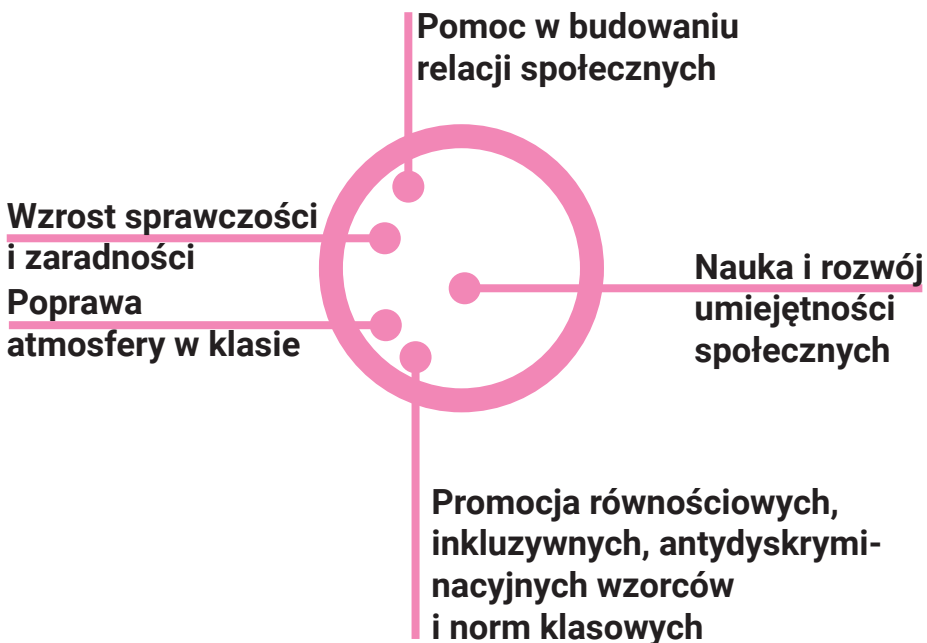 Pomoc w budowaniu
relacji społecznych
Wzrost sprawczości
i zaradności
Poprawa
atmosfery w klasie
Nauka i rozwój
umiejętności
społecznych
Promocja równościowych,
inkluzywnych, antydyskrymi-
nacyjnych wzorców
i norm klasowych